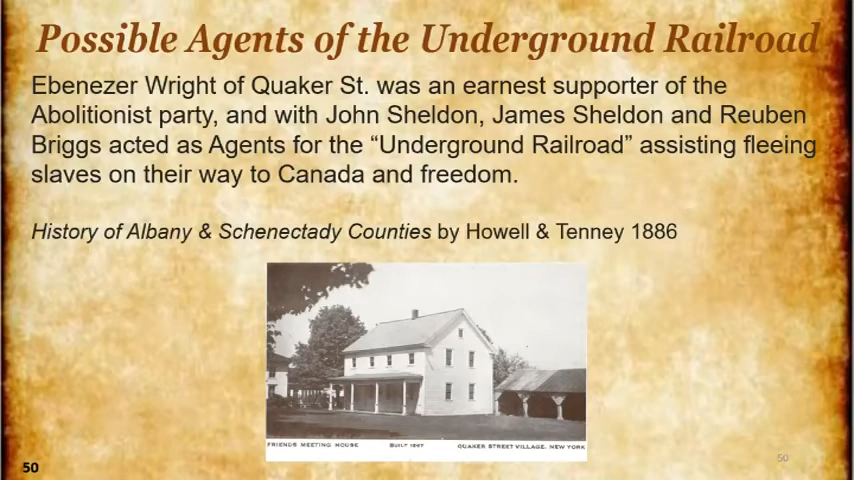 Possible Agents of the Underground Railroad
Ebenezer Wright of Quaker St. was an earnest supporter of the
Abolitionist party, and with John Sheldon, James Sheldon and Reuben
Briggs acted as Agents for the “Underground Railroad” assisting fleeing
slaves on their way to Canada and freedom.
History of Albany & Schenectady Counties by Howell & Tenney 1886
FRIENDS MEETING HOUSE BUILT QUAKER STREET VILLAGE, NEW YORK
50
50